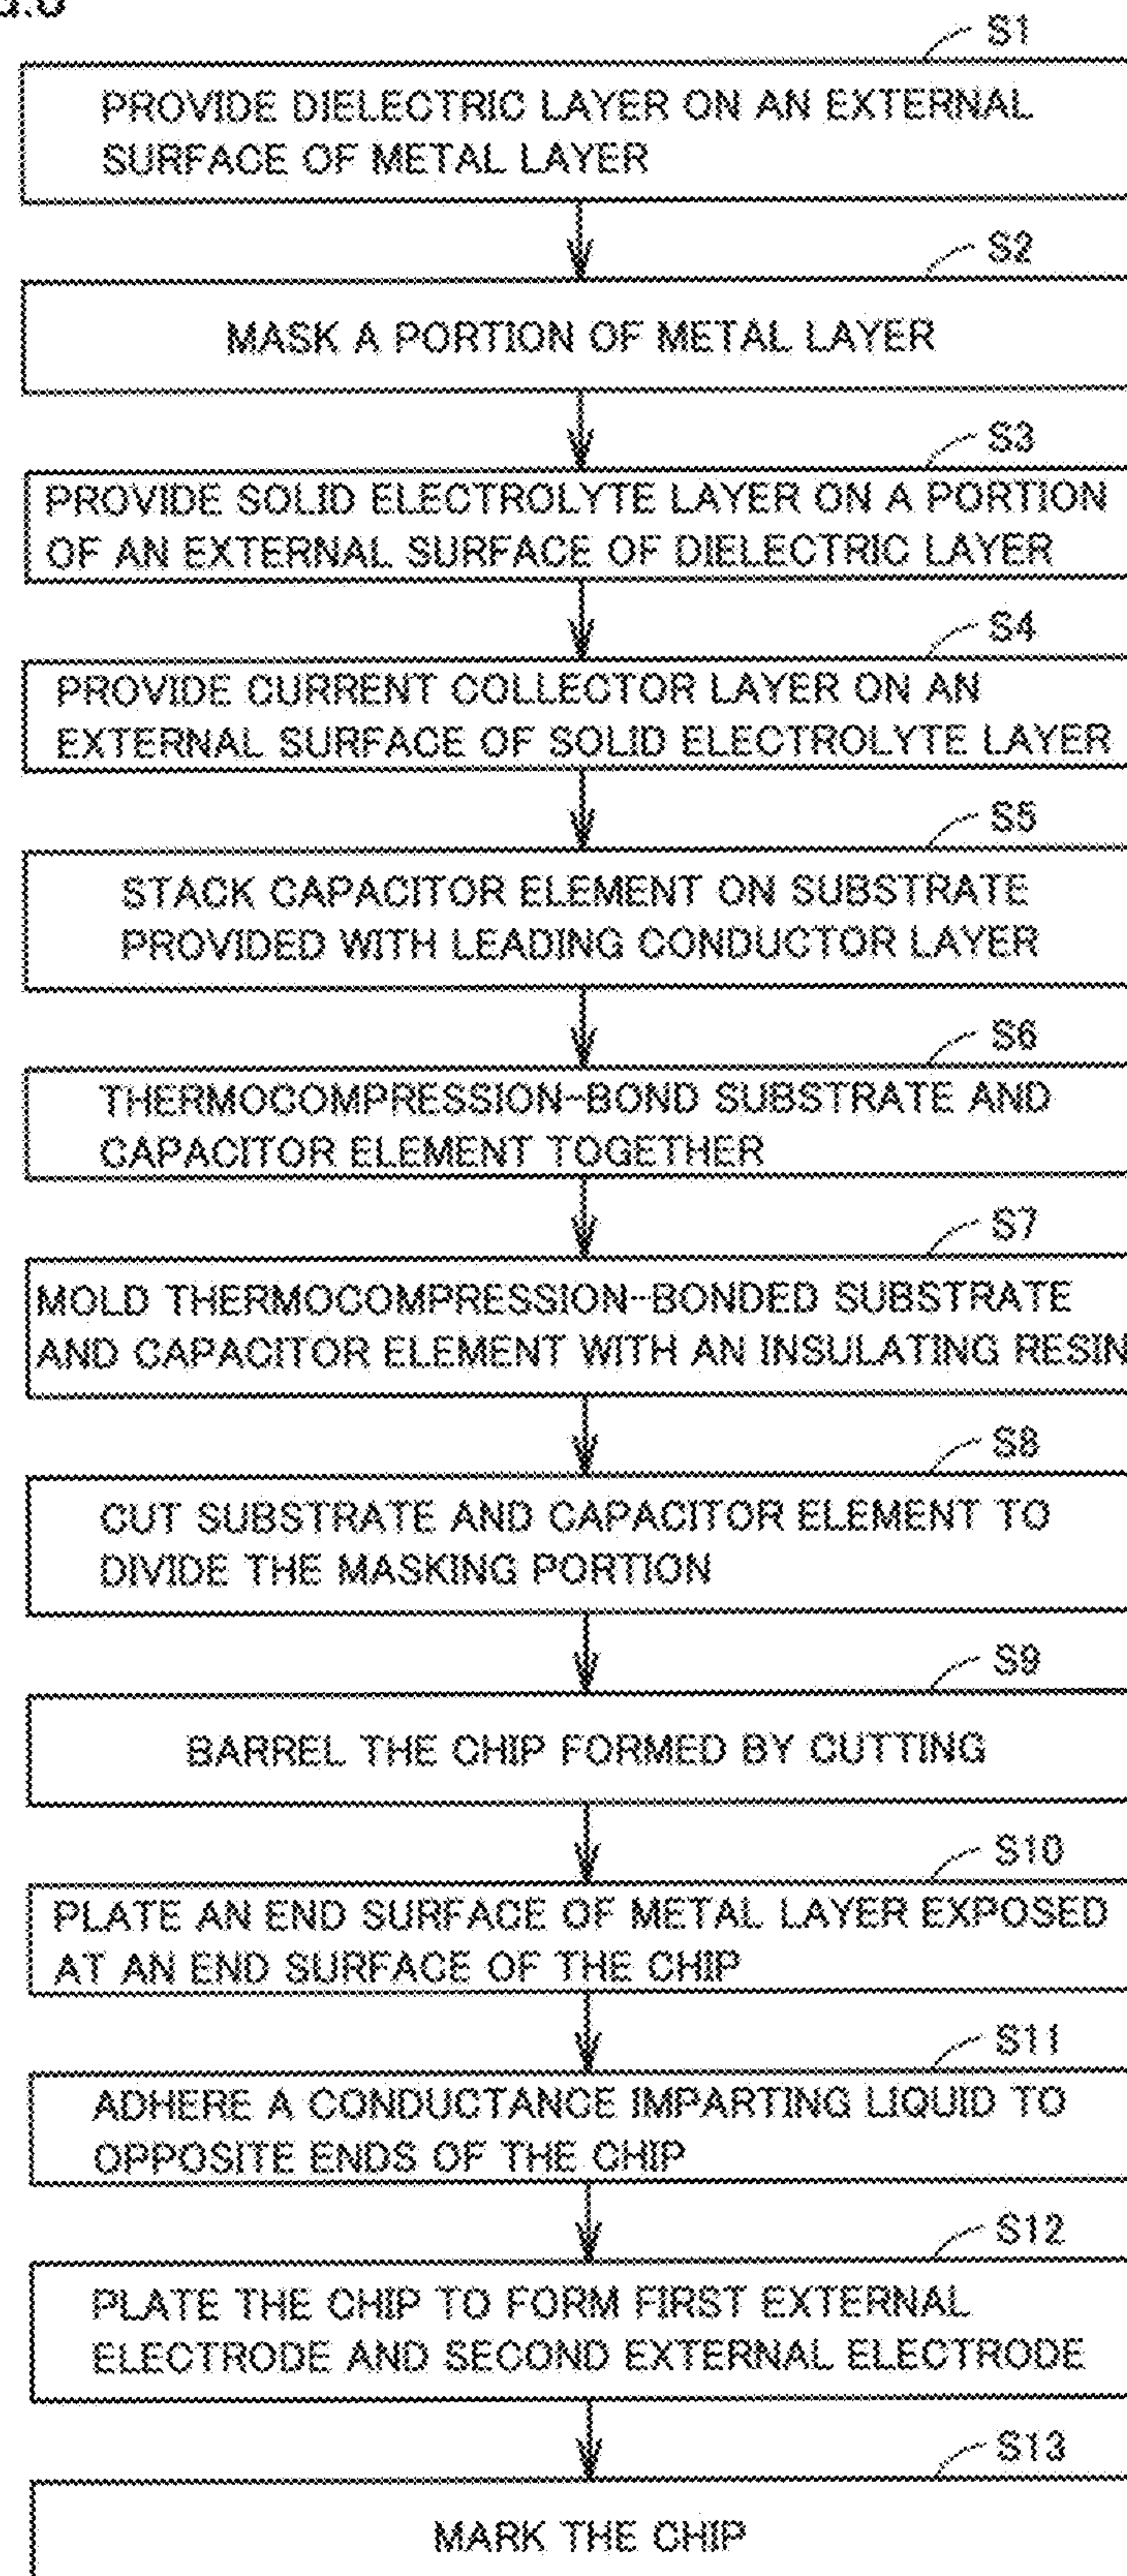 S1
PROVIDE DIELECTRIC LAYER ON AN EXTERNAL
SURFACE OF METAL LAYER
S2
MASK A PORTION OF METAL LAYER
S3
PROVIDE SOLID ELECTROLYTE LAYER ON A PORTION
OF AN EXTERNAL SURFACE OF DIELECTRIC LAYER
S4
PROVIDE CURRENT COLLECTOR LAYER ON AN
EXTERNAL SURFACE OF SOLID ELECTROLYTE LAYER
S5
STACK CAPACITOR ELEMENT ON SUBSTRATE
PROVIDED WITH LEADING CONDUCTOR LAYER
S6
THERMOCOMPRESSION-BOND SUBSTRATE AND
CAPACITOR ELEMENT TOGETHER
S7
MOLD THERMOCOMPRESSION-BONDED SUBSTRATE
AND CAPACITOR ELEMENT WITH AN INSULATING RESIN
S8
CUT SUBSTRATE AND CAPACITOR ELEMENT TO
DIVIDE THE MASKING PORTION
S9
BARREL THE CHIP FORMED BY CUTTING
S10
PLATE AN END SURFACE OF METAL LAYER EXPOSED
AT AN END SURFACE OF THE CHIP
S11
ADHERE A CONDUCTANCE IMPARTING LIQUID TO
OPPOSITE ENDS OF THE CHIP
S12
PLATE THE CHIP TO FORM FIRST EXTERNAL
ELECTRODE AND SECOND EXTERNAL ELECTRODE
S13
MARK THE CHIP